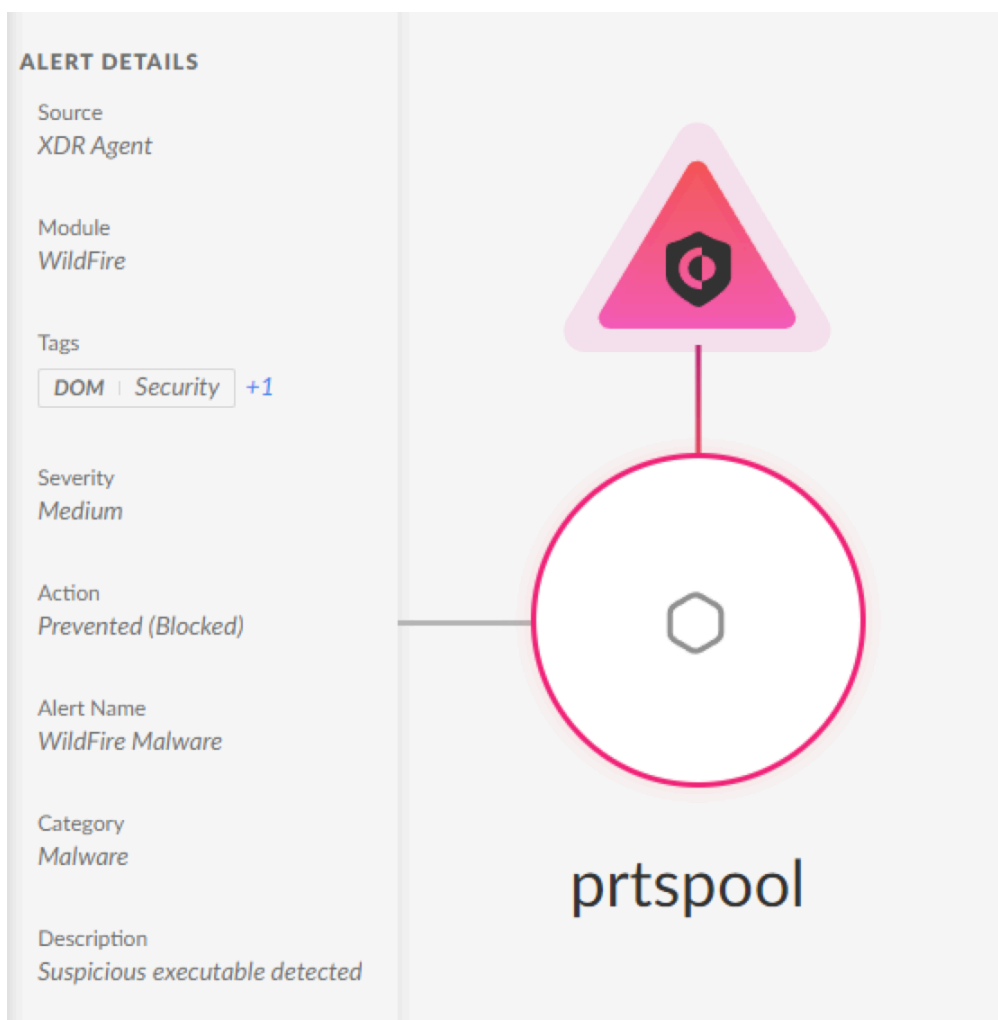 ALERT DETAILS
Source
XDR Agent
Module
WildFire
Tags
DOM Security +1
Severity
Medium
Action
Prevented (Blocked)
Alert Name
WildFire Malware
Category
Malware
Description
Suspicious executable detected
prtspool